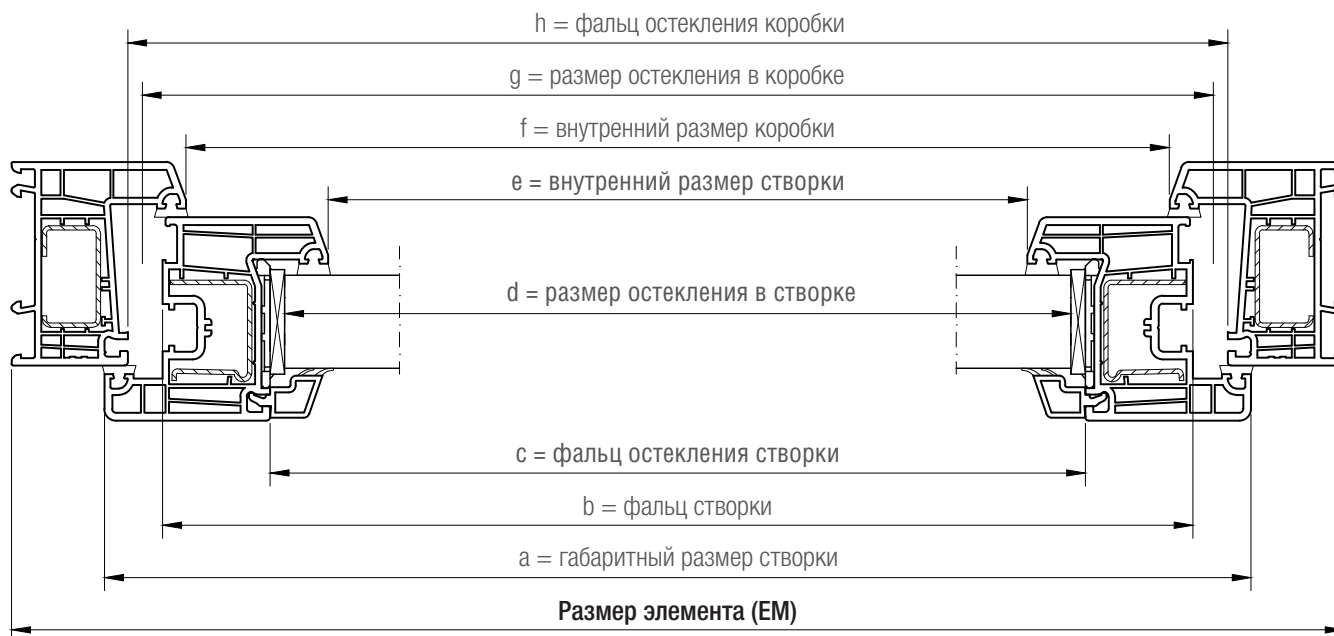 h = фальц остекления коробки
g = размер остекления в коробке
f = внутренний размер коробки
e = внутренний размер створки
d = размер остекления в створке
c = фальц остекления створки
b = фальц створки
a = габаритный размер створки
Размер элемента (EM)